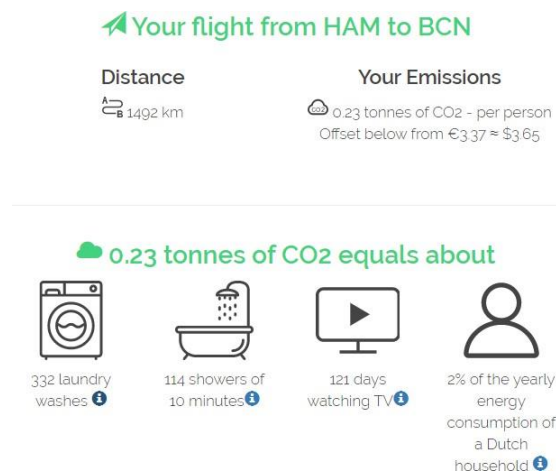 Your flight from HAM to BCN
Distance
A
B 1492 km
Your Emissions
CO2 0.23 tonnes of CO2 - per person
Offset below from €3.37 ≈ $3.65
0.23 tonnes of CO2 equals about
332 laundry
washes i
114 showers of
10 minutes i
121 days
watching TV i
2% of the yearly
energy
consumption of
a Dutch
household i